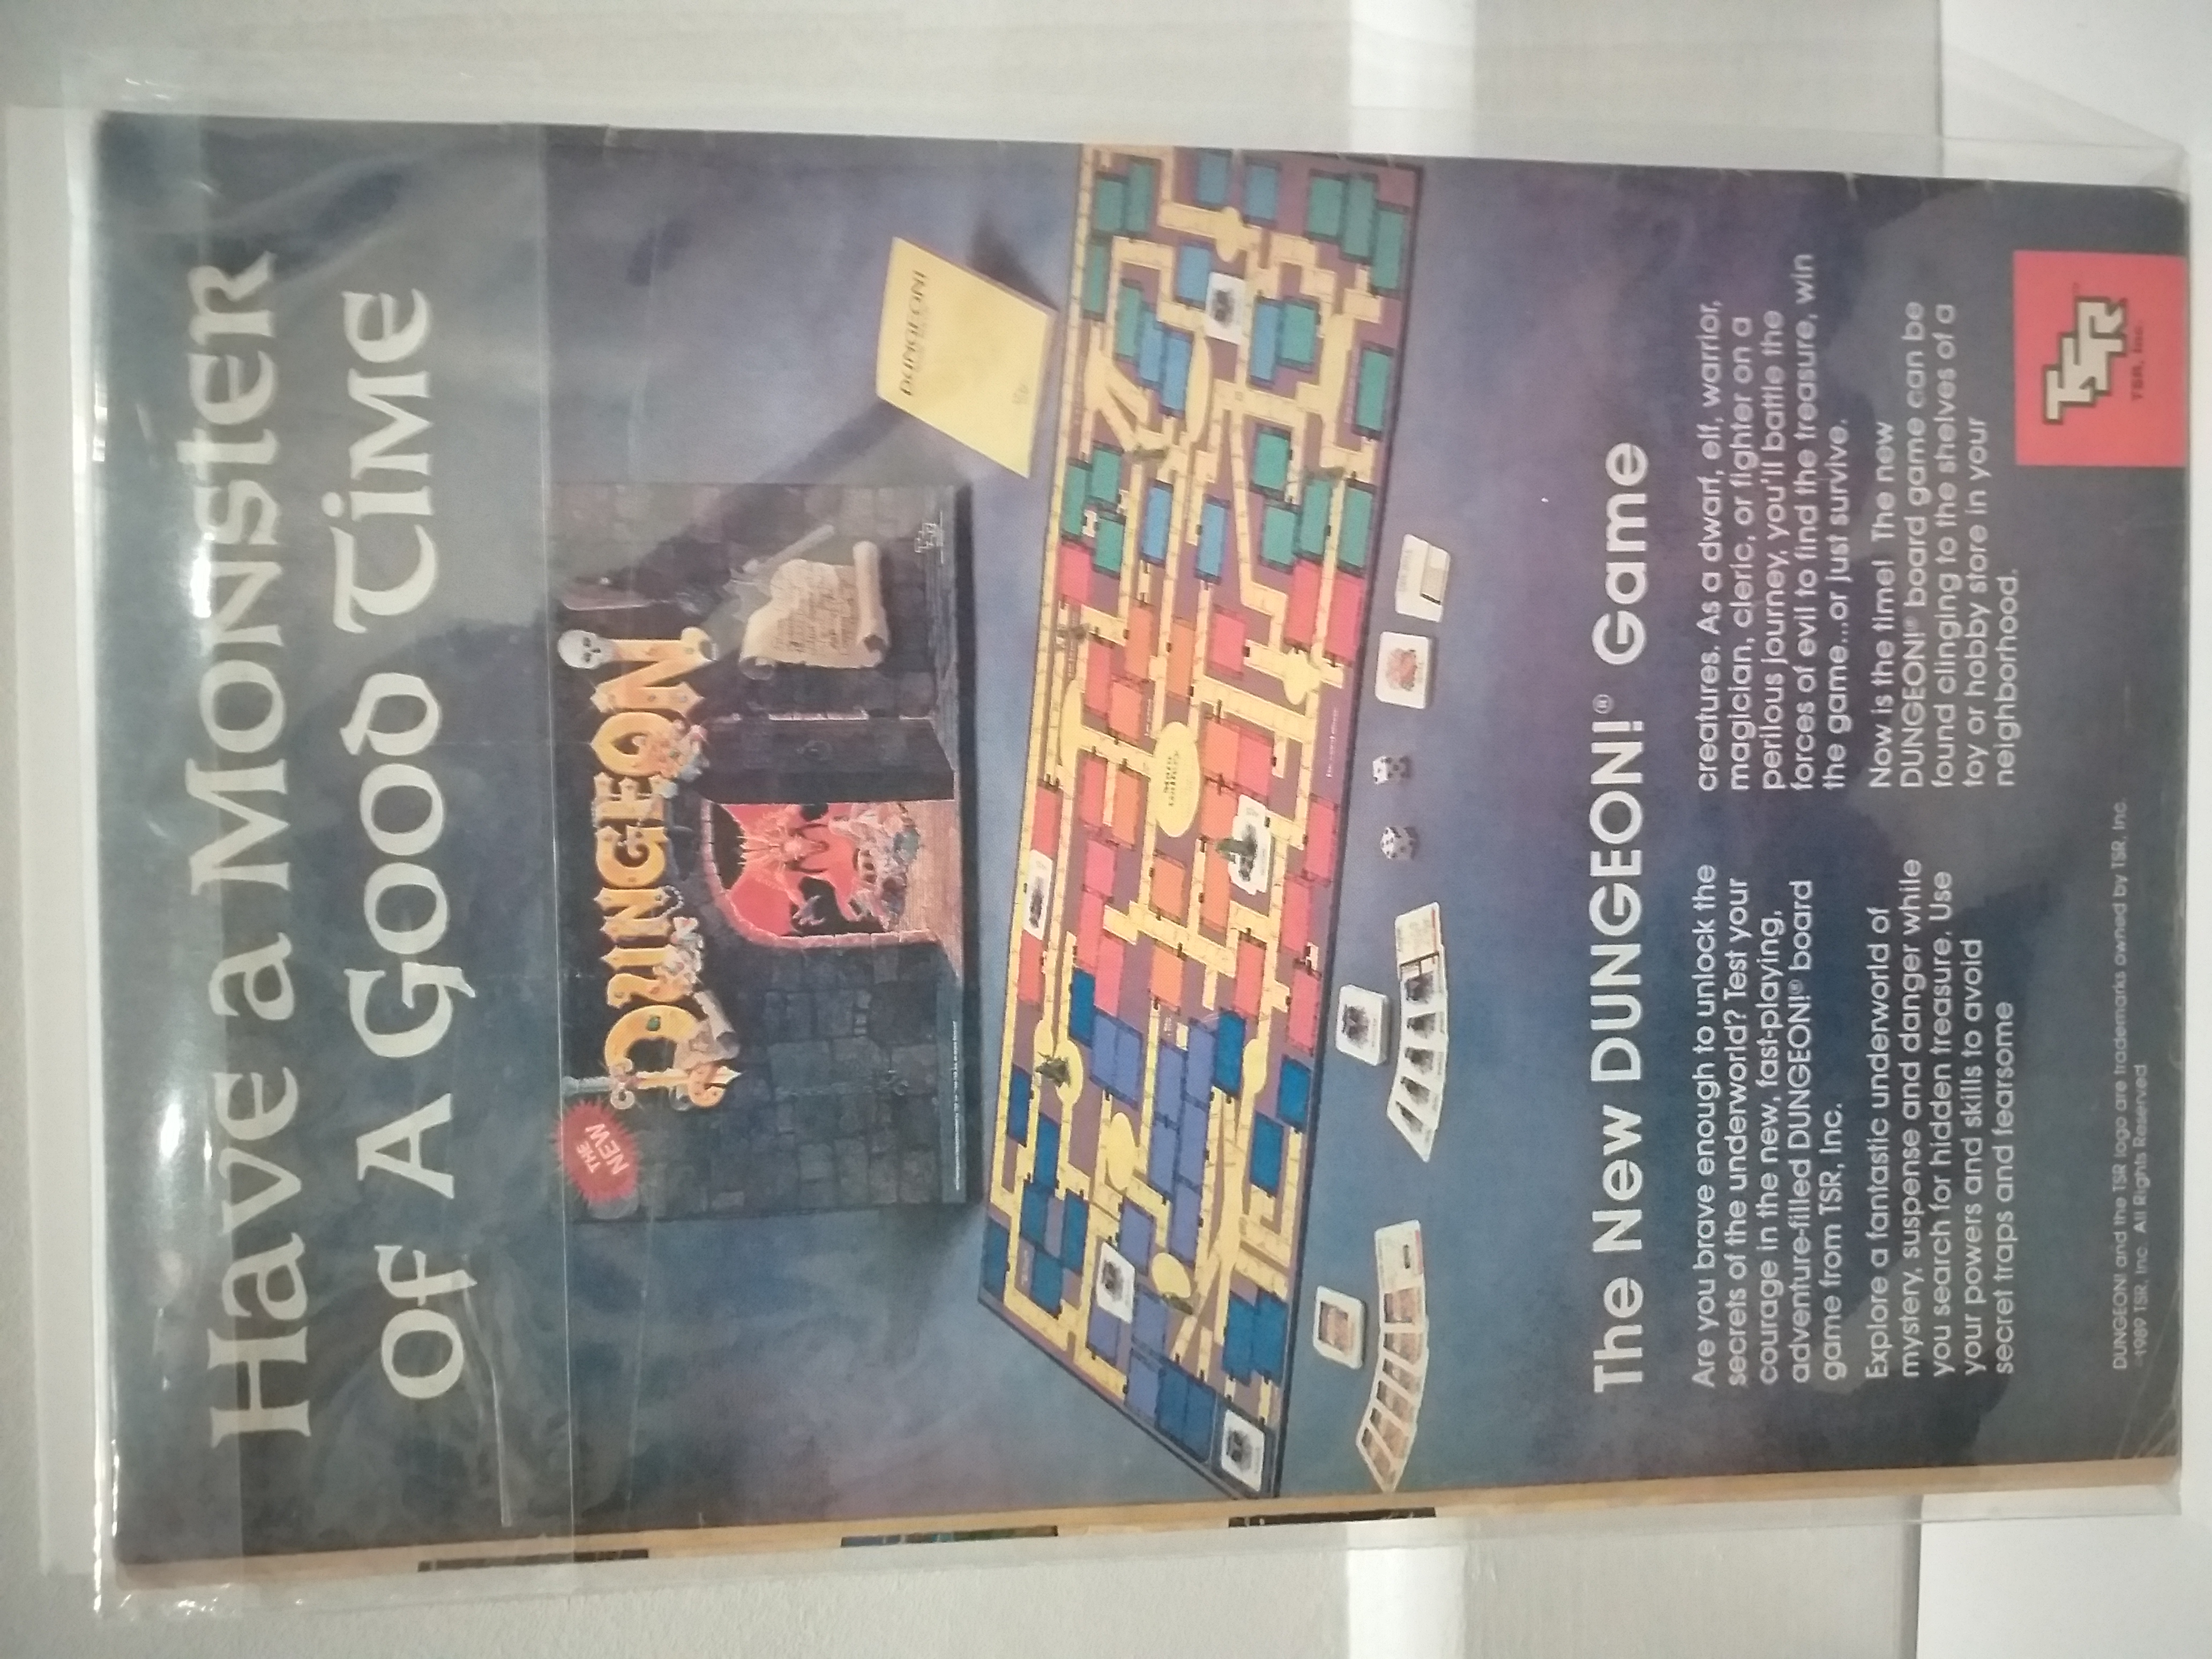 Have a Monster
of A Good Time
THE
NEW
DUNGEON
DUNGEON!
Main
Gallery
The New DUNGEON!® Game
Are you brave enough to unlock the
secrets of the underworld? Test your
courage in the new, fast-playing,
adventure-filled DUNGEON!® board
game from TSR, Inc.
Explore a fantastic underworld of
mystery, suspense and danger while
you search for hidden treasure. Use
your powers and skills to avoid
secret traps and fearsome
creatures. As a dwarf, elf, warrior,
magician, cleric, or fighter on a
perilous journey, you'll battle the
forces of evil to find the treasure, win
the game...or just survive.
Now is the time! The new
DUNGEON!® board game can be
found clinging to the shelves of a
toy or hobby store in your
neighborhood.
DUNGEON! and the TSR logo are trademarks owned by TSR, Inc.
1989 TSR, Inc. All Rights Reserved
TSR
TSR, Inc.